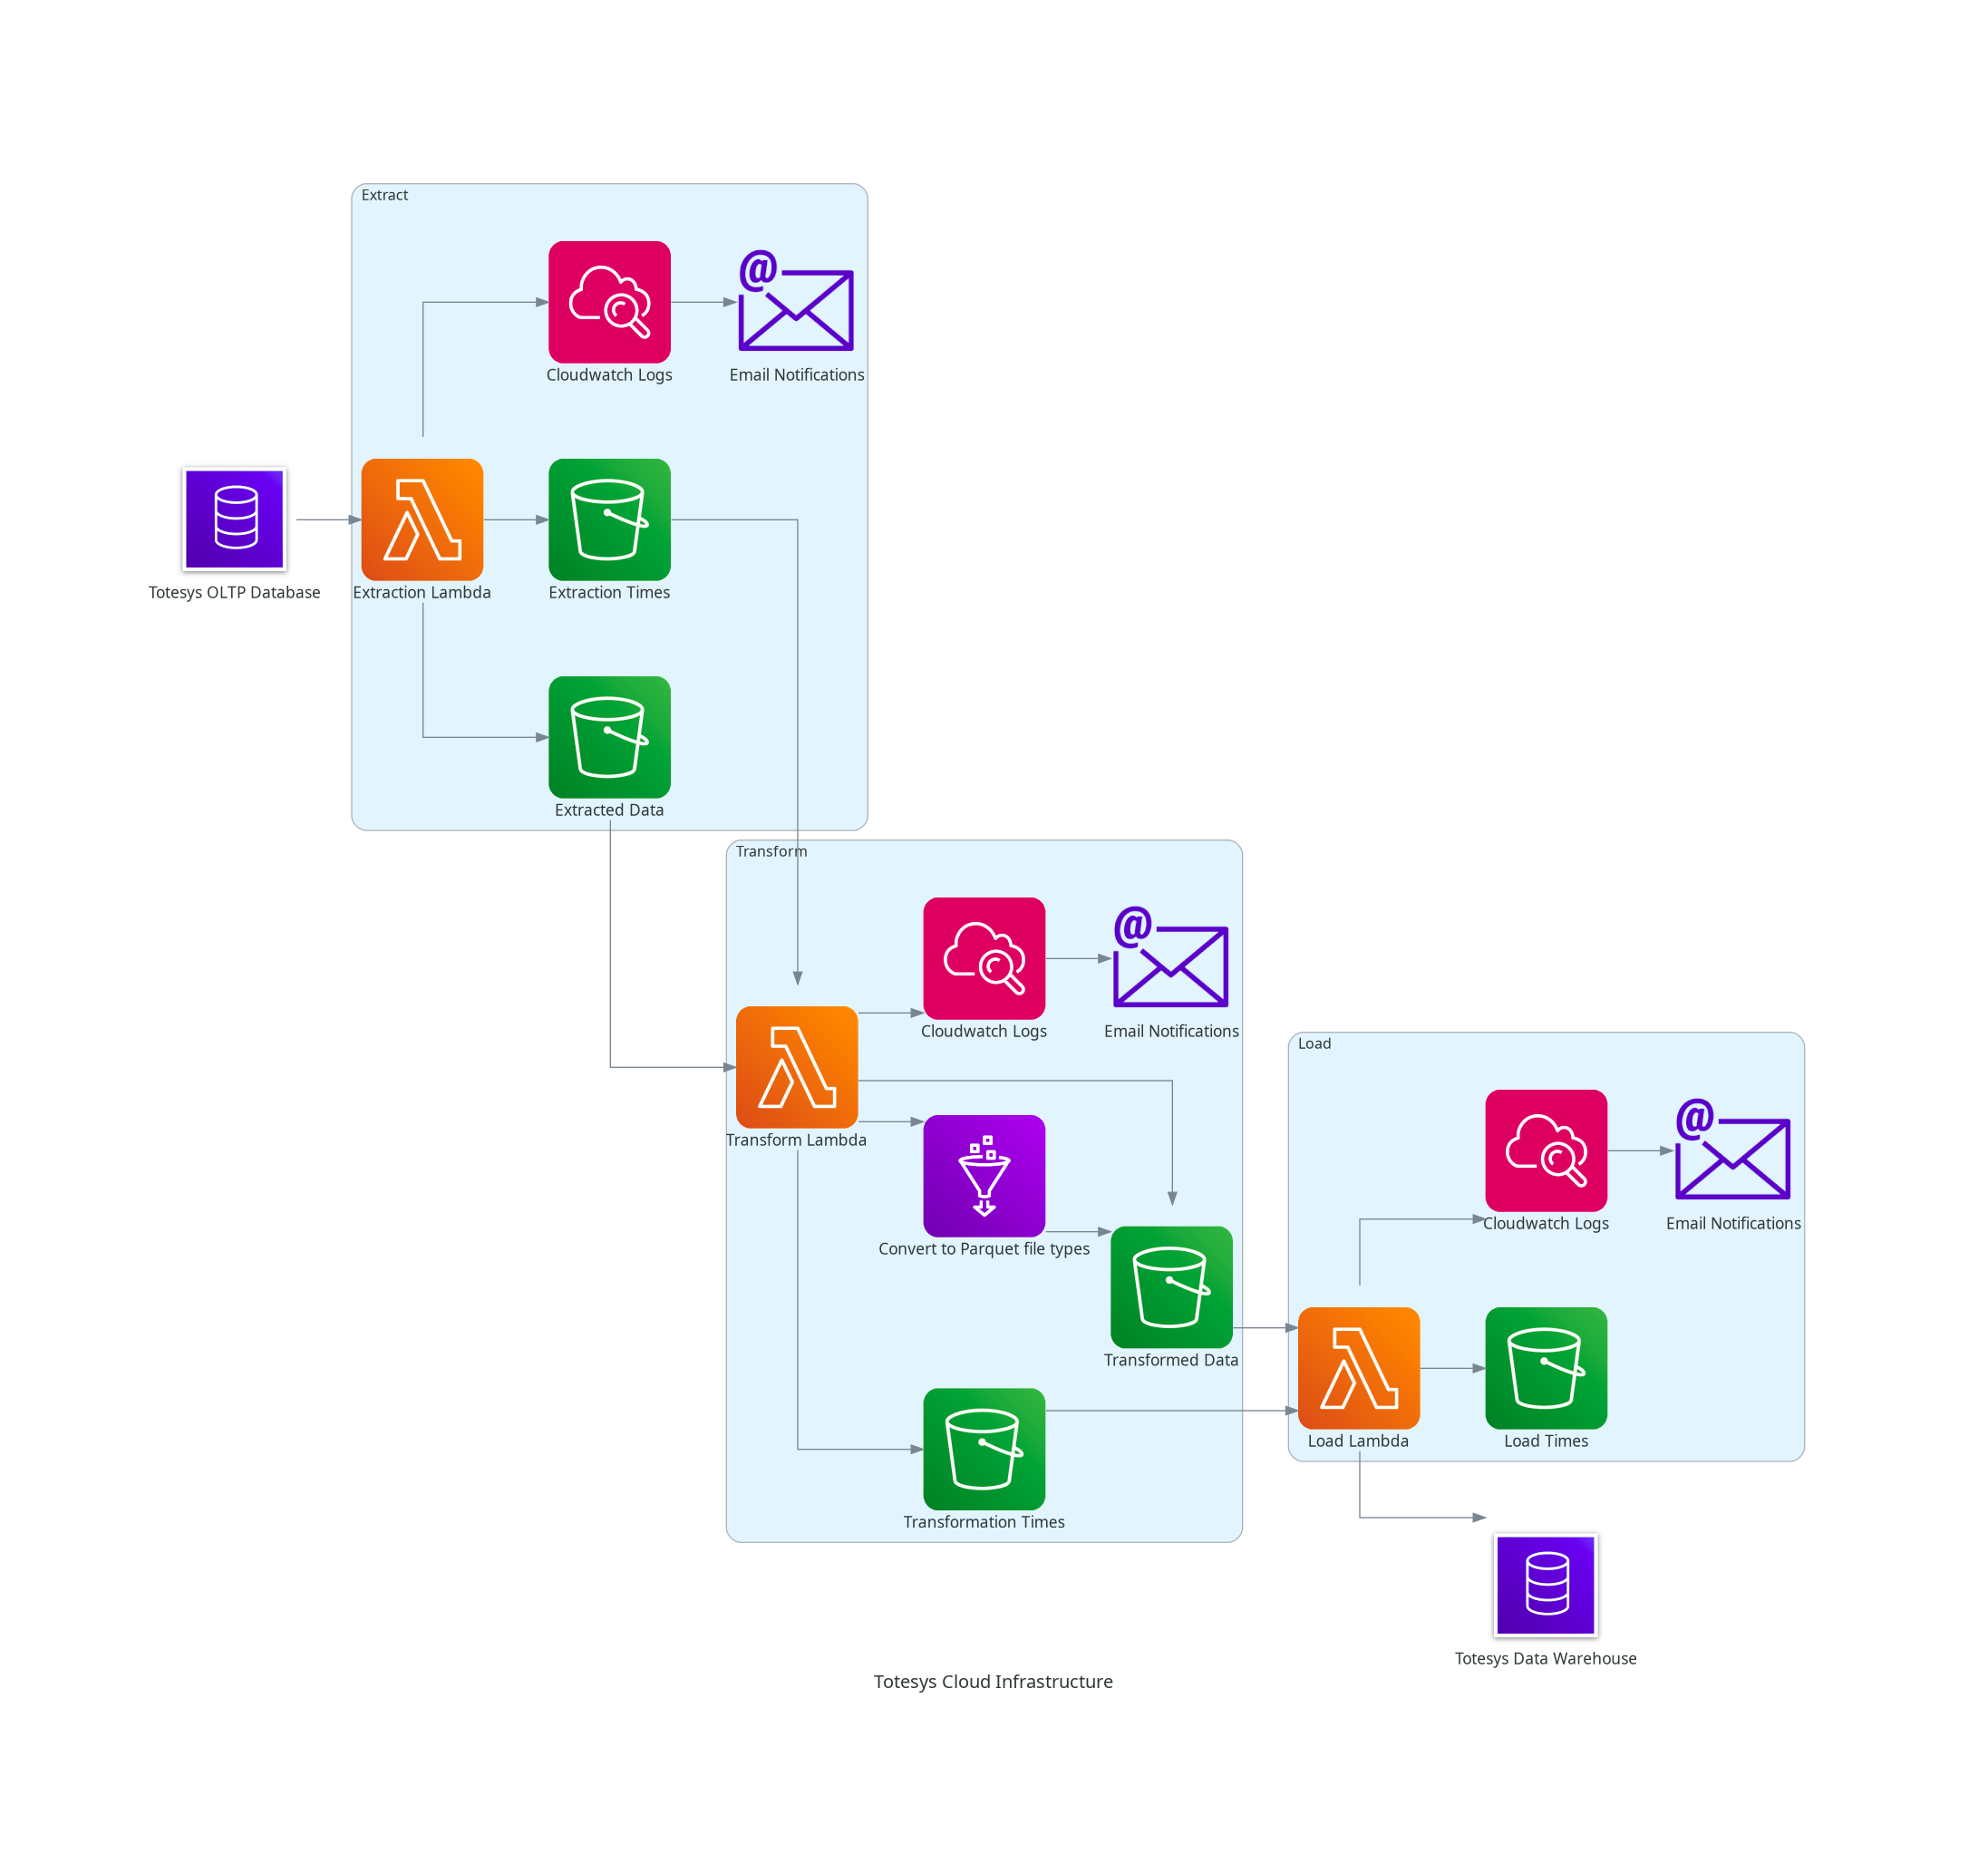 Extract
@
Cloudwatch Logs
Email Notifications
Totesys OLTP Database
Extraction Lambda
Extraction Times
Extracted Data
Transform
@
Cloudwatch Logs
Email Notifications
Transform Lambda
Convert to Parquet file types
Transformed Data
Transformation Times
Load
@
Cloudwatch Logs
Email Notifications
Load Lambda
Load Times
Totesys Data Warehouse
Totesys Cloud Infrastructure